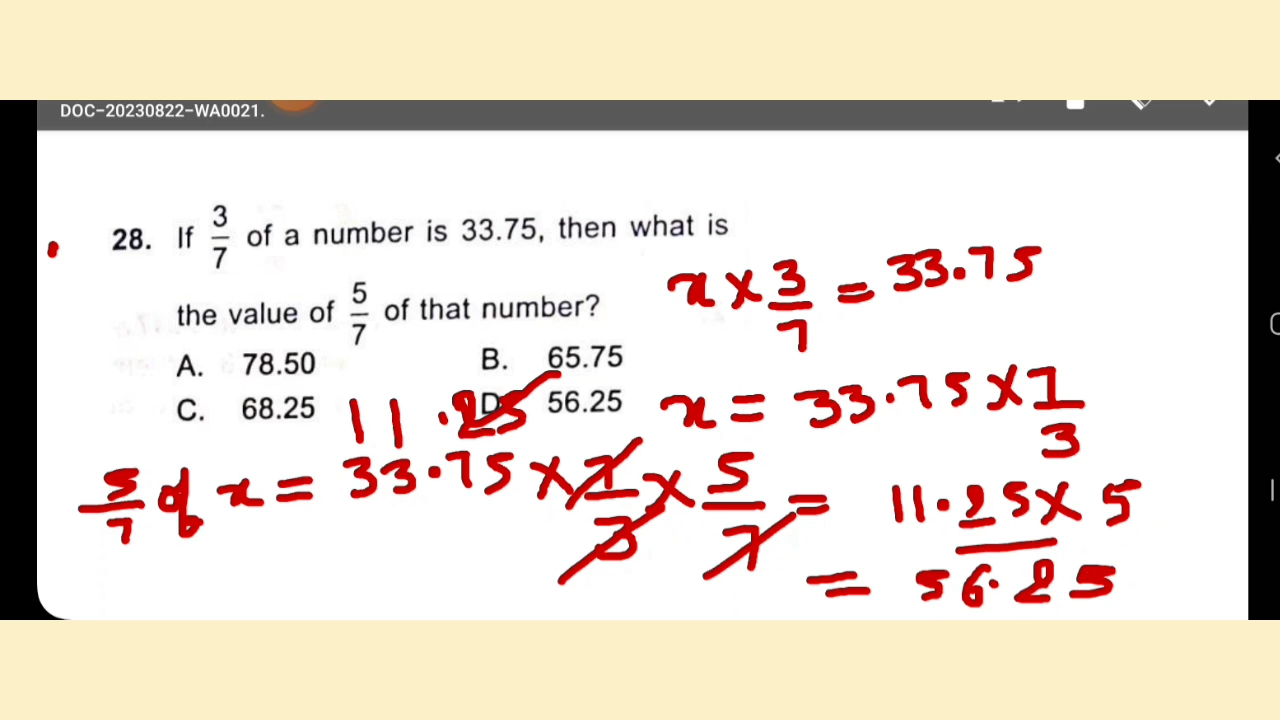 DOC-20230822-WA0021.
28. If 3/7 of a number is 33.75, then what is
the value of 5/7 of that number?
A. 78.50 B. 65.75
C. 68.25 D. 56.25
x × 3/7 = 33.75
x = 33.75 × 7/3
11.25
5/7 of x = 33.75 × 7/3 × 5/7 = 11.25 × 5
= 56.25